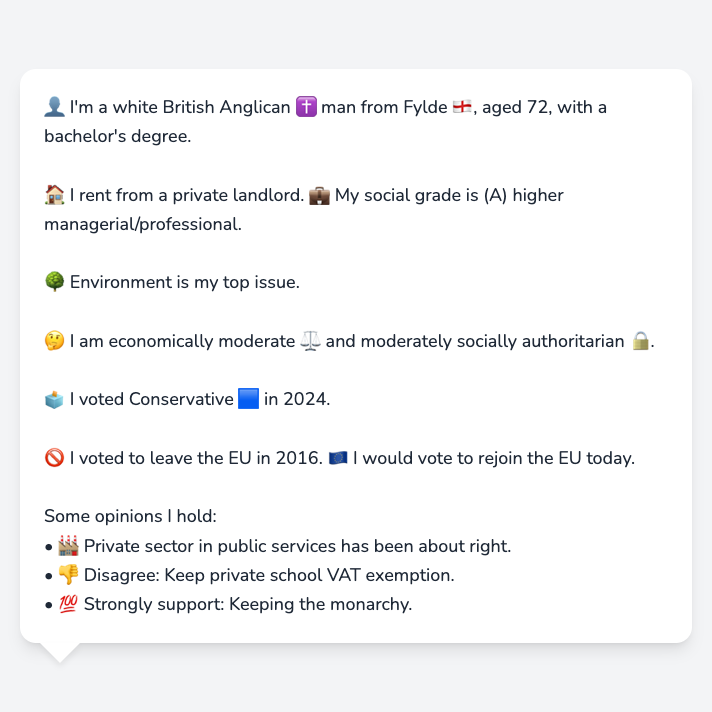 👤 I'm a white British Anglican ✝️ man from Fylde 🏴󠁧󠁢󠁥󠁮󠁧󠁿, aged 72, with a
bachelor's degree.
🏠 I rent from a private landlord. 💼 My social grade is (A) higher
managerial/professional.
🌳 Environment is my top issue.
🤔 I am economically moderate ⚖️ and moderately socially authoritarian 🔒.
🗳️ I voted Conservative 🟦 in 2024.
🚫 I voted to leave the EU in 2016. 🇪🇺 I would vote to rejoin the EU today.
Some opinions I hold:
• 🏭 Private sector in public services has been about right.
• 👎 Disagree: Keep private school VAT exemption.
• 💯 Strongly support: Keeping the monarchy.